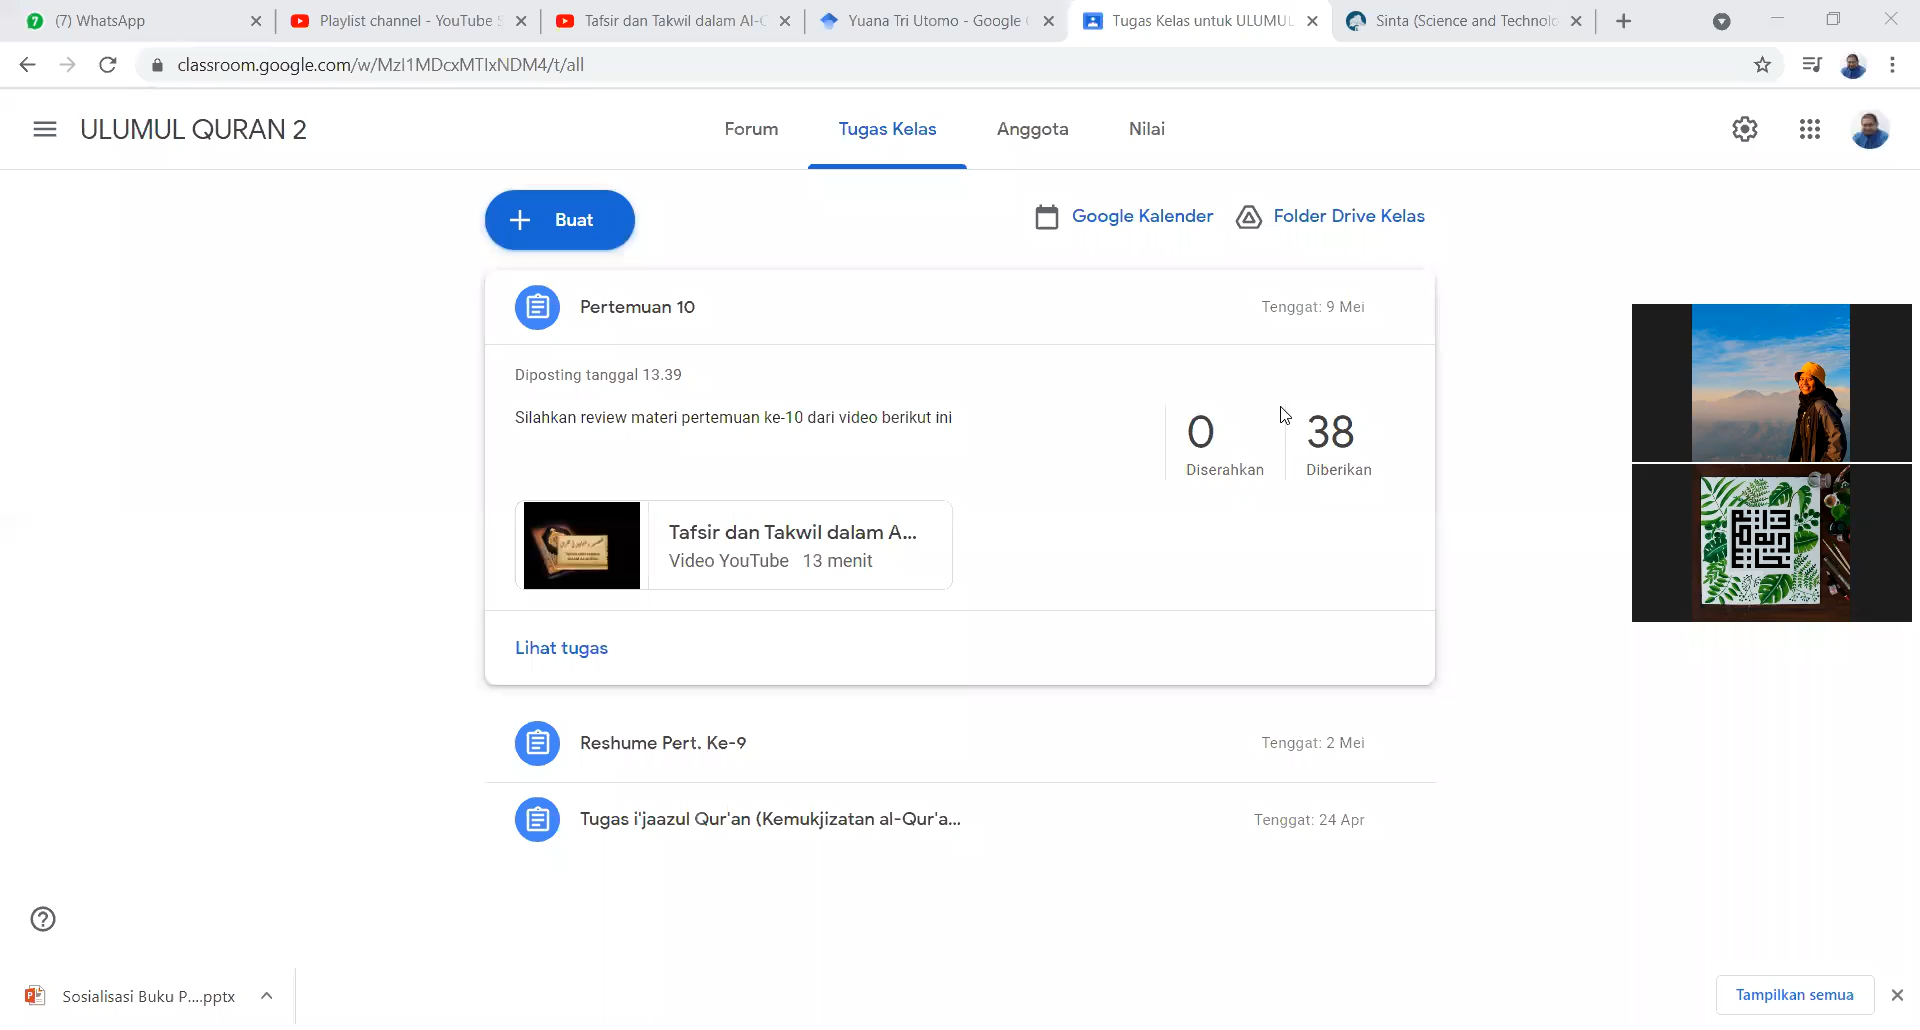 (7) WhatsApp
Playlist channel - YouTube S
Tafsir dan Takwil dalam Al-Q
Yuana Tri Utomo - Google
Tugas Kelas untuk ULUMUL
Sinta (Science and Technolo
classroom.google.com/w/MzI1MDcxMTIxNDM4/t/all
ULUMUL QURAN 2
Forum
Tugas Kelas
Anggota
Nilai
Buat
Google Kalender
Folder Drive Kelas
Pertemuan 10
Tenggat: 9 Mei
Diposting tanggal 13.39
Silahkan review materi pertemuan ke-10 dari video berikut ini
0
Diserahkan
38
Diberikan
Tafsir dan Takwil dalam A...
Video YouTube 13 menit
Lihat tugas
Reshume Pert. Ke-9
Tenggat: 2 Mei
Tugas i'jaazul Qur'an (Kemukjizatan al-Qur'a...
Tenggat: 24 Apr
Sosialisasi Buku P....pptx
Tampilkan semua